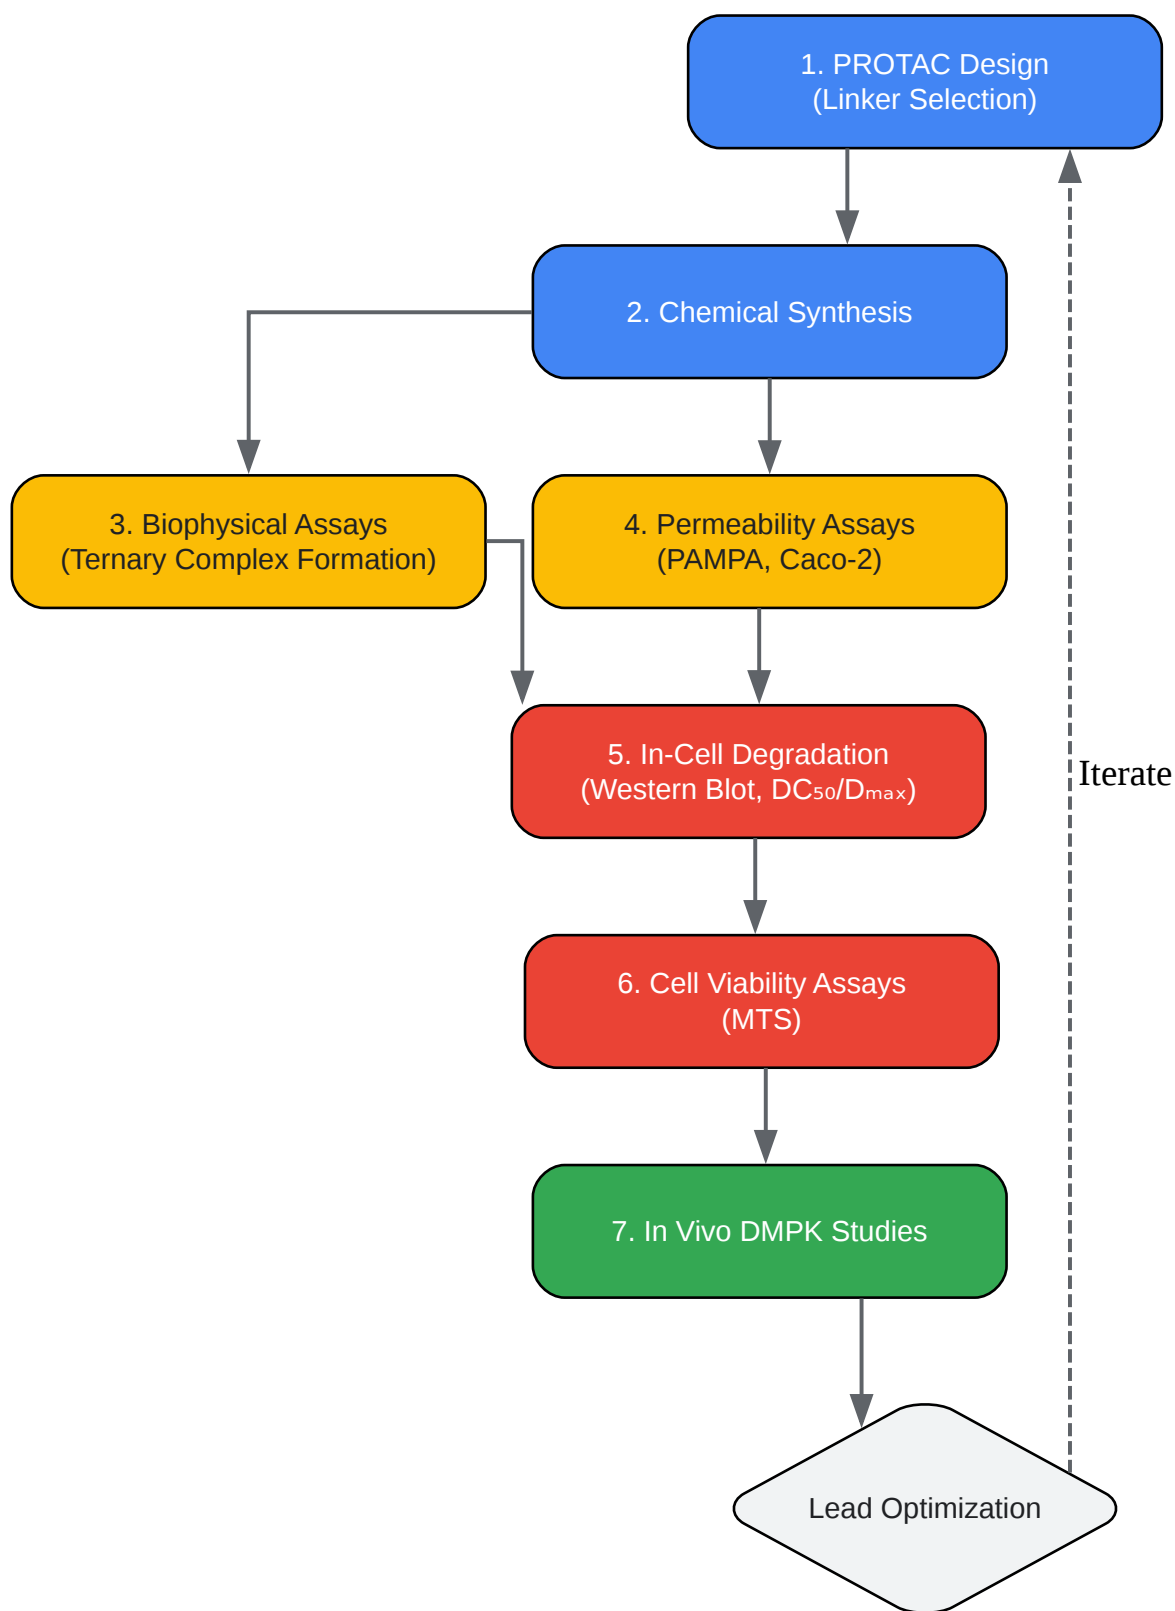 1. PROTAC Design
(Linker Selection)
2. Chemical Synthesis
3. Biophysical Assays
(Ternary Complex Formation)
4. Permeability Assays
(PAMPA, Caco-2)
5. In-Cell Degradation
(Western Blot, DC₅₀/Dₘₐₓ)
Iterate
6. Cell Viability Assays
(MTS)
7. In Vivo DMPK Studies
Lead Optimization